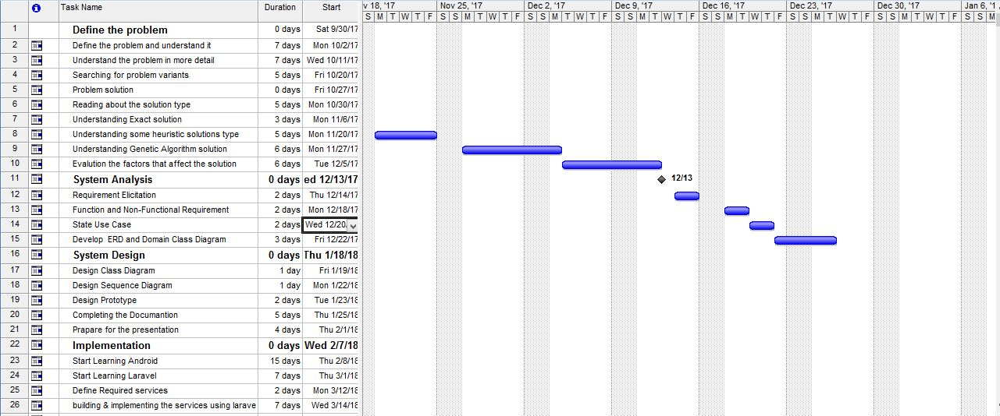 Task Name Duration Start v 18, '17 Nov 25, '17 Dec 2, '17 Dec 9, '17 Dec 16, '17 Dec 23, '17 Dec 30, '17 Jan 6, '1
S S M T W T F S S M T W T F S S M T W T F S S M T W T F S S M T W T F S S M T W T F S S M T W T F S S M
1 Define the problem 0 days Sat 9/30/17
2 Define the problem and understand it 7 days Mon 10/2/17
3 Understand the problem in more detail 7 days Wed 10/11/17
4 Searching for problem variants 5 days Fri 10/20/17
5 Problem solution 0 days Fri 10/27/17
6 Reading about the solution type 5 days Mon 10/30/17
7 Understanding Exact solution 3 days Mon 11/6/17
8 Understanding some heuristic solutions type 5 days Mon 11/20/17
9 Understanding Genetic Algorithm solution 6 days Mon 11/27/17
10 Evalution the factors that affect the solution 6 days Tue 12/5/17
11 System Analysis 0 days ed 12/13/17 12/13
12 Requirement Elicitation 2 days Thu 12/14/17
13 Function and Non-Functional Requirement 2 days Mon 12/18/17
14 State Use Case 2 days Wed 12/20/
15 Develop ERD and Domain Class Diagram 3 days Fri 12/22/17
16 System Design 0 days Thu 1/18/18
17 Design Class Diagram 1 day Fri 1/19/18
18 Design Sequence Diagram 1 day Mon 1/22/18
19 Design Prototype 2 days Tue 1/23/18
20 Completing the Documantion 5 days Thu 1/25/18
21 Prapare for the presentation 4 days Thu 2/1/18
22 Implementation 0 days Wed 2/7/18
23 Start Learning Android 15 days Thu 2/8/18
24 Start Learning Laravel 7 days Thu 3/1/18
25 Define Required services 2 days Mon 3/12/18
26 building & implementing the services using larave 7 days Wed 3/14/18